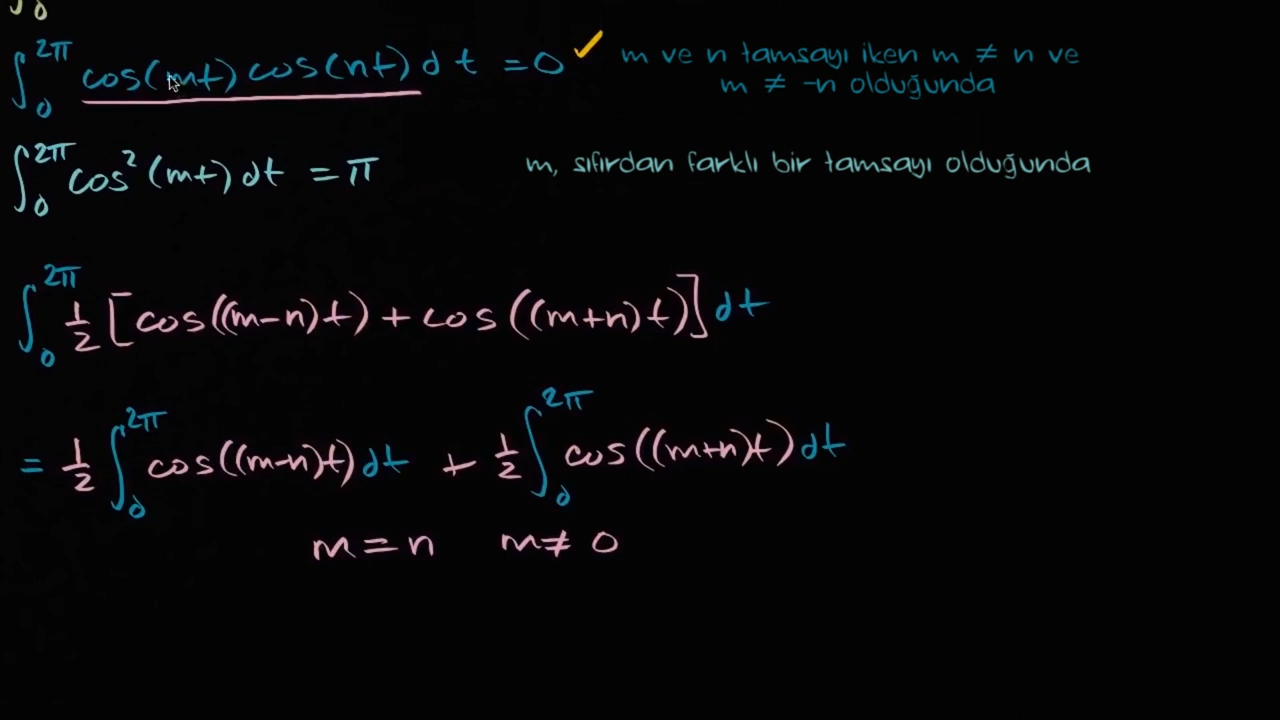 ∫₀^2π cos(mt) cos(nt) dt = 0 ✓ m ve n tamsayı iken m ≠ n ve
m ≠ -n olduğunda
∫₀^2π cos²(mt) dt = π m, sıfırdan farklı bir tamsayı olduğunda
∫₀^2π 1/2 [cos((m-n)t) + cos((m+n)t)] dt
= 1/2 ∫₀^2π cos((m-n)t) dt + 1/2 ∫₀^2π cos((m+n)t) dt
m = n m ≠ 0